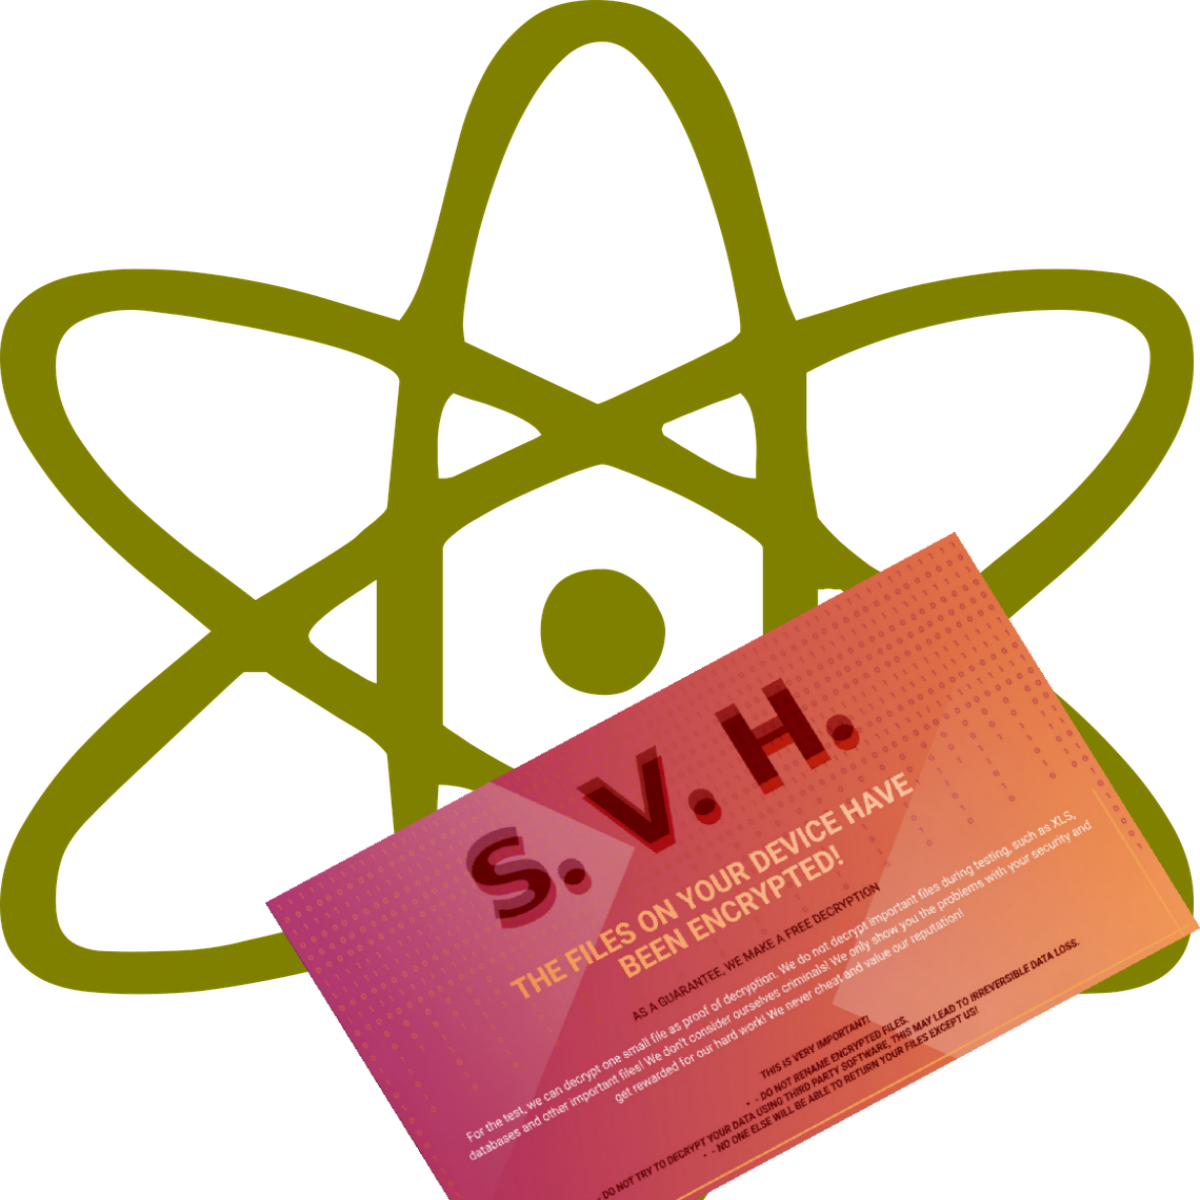 S. V. H.
THE FILES ON YOUR DEVICE HAVE
BEEN ENCRYPTED!
AS A GUARANTEE, WE MAKE A FREE DECRYPTION
For the test, we can decrypt one small file as proof of decryption. We do not decrypt important files during testing, such as XLS,
databases and other important files! We don't consider ourselves criminals! We only show you the problems with your security and
get rewarded for our hard work! We never cheat and value our reputation!
THIS IS VERY IMPORTANT!
• - DO NOT RENAME ENCRYPTED FILES.
- DO NOT TRY TO DECRYPT YOUR DATA USING THIRD PARTY SOFTWARE, THIS MAY LEAD TO IRREVERSIBLE DATA LOSS.
• - NO ONE ELSE WILL BE ABLE TO RETURN YOUR FILES EXCEPT US!